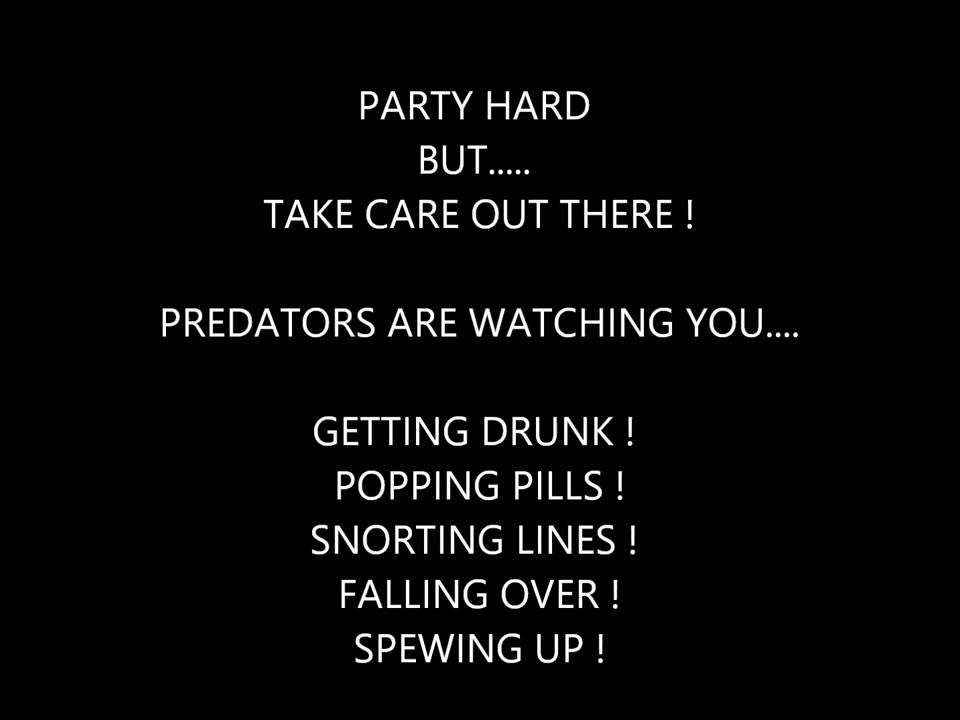 PARTY HARD
BUT.....
TAKE CARE OUT THERE !
PREDATORS ARE WATCHING YOU....
GETTING DRUNK !
POPPING PILLS !
SNORTING LINES !
FALLING OVER !
SPEWING UP !